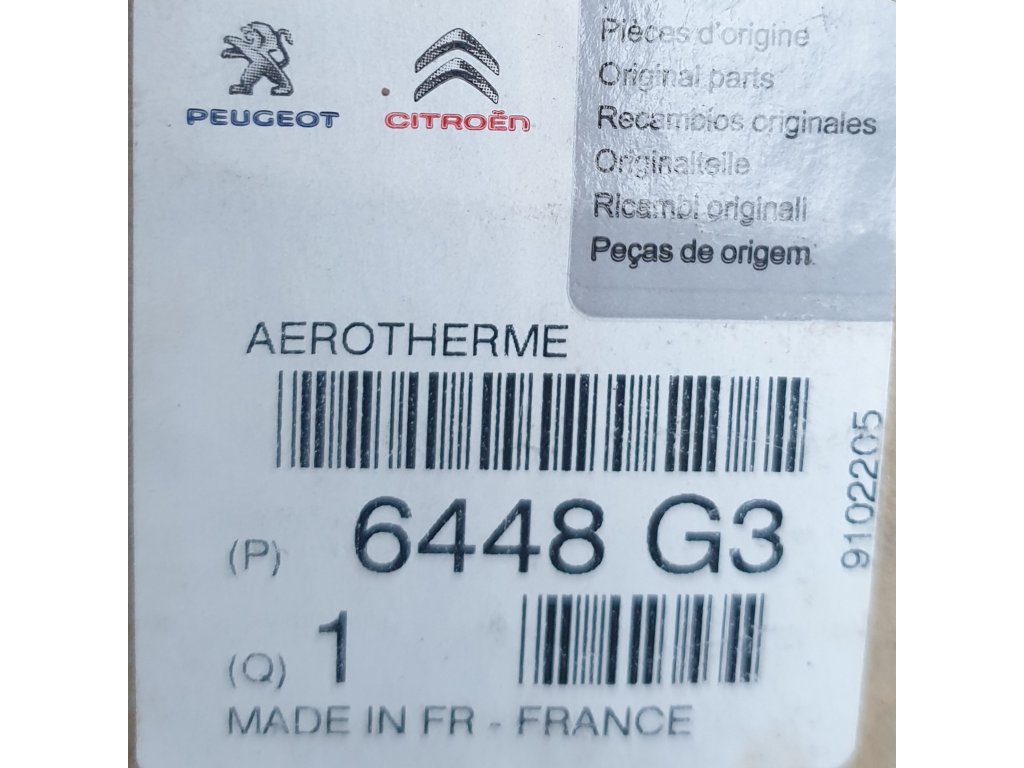 PEUGEOT
CITROËN
Pièces d'origine
Original parts
Recambios originales
Originalteile
Ricambi originali
Peças de origem
AEROTHERME
(P) 6448 G3
9102205
(Q) 1
MADE IN FR - FRANCE